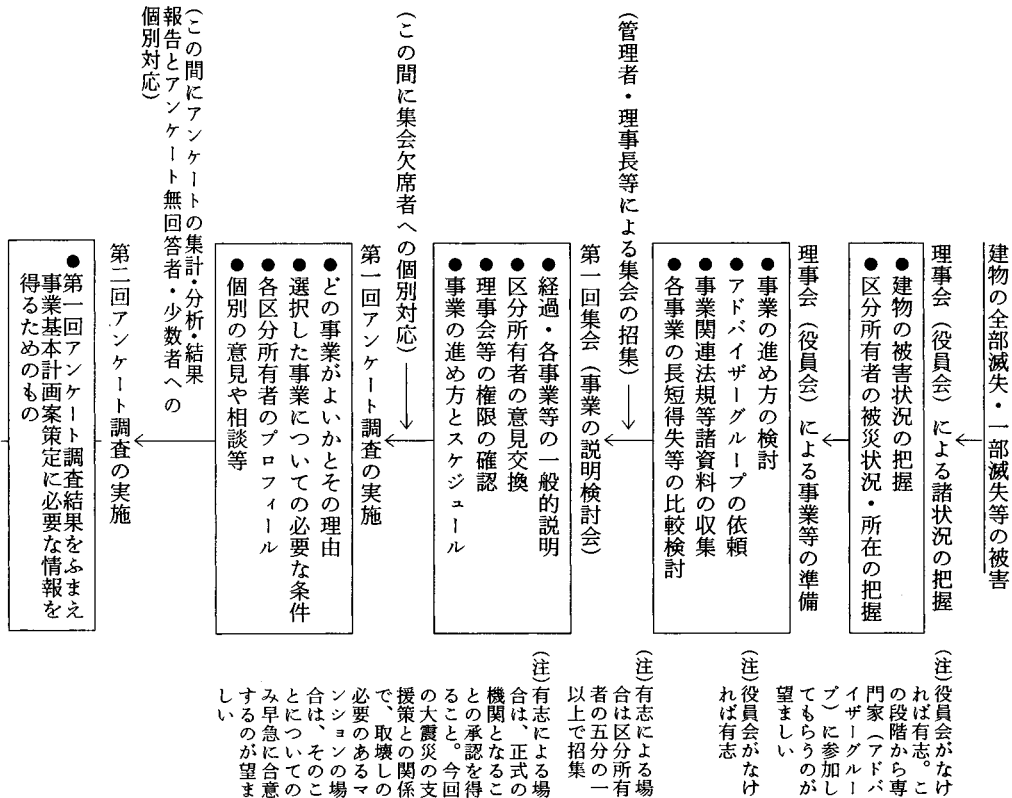 建物の全部滅失・一部滅失等の被害
理事会（役員会）による諸状況の把握
●建物の被害状況の把握
●区分所有者の被災状況・所在の把握
（注）役員会がなけ
れば有志。こ
の段階から専
門家（アドバ
イザーグルー
プ）に参加し
てもらうのが
望ましい
理事会（役員会）による事業等の準備
●事業の進め方の検討
●アドバイザーグループの依頼
●事業関連法規等諸資料の収集
●各事業の長短得失等の比較検討
（注）役員会がなけ
れば有志
（管理者・理事長等による集会の招集）
第一回集会（事業の説明検討会）
●経過・各事業等の一般的説明
●区分所有者の意見交換
●理事会等の権限の確認
●事業の進め方とスケジュール
（注）有志による場
合は区分所有
者の五分の一
以上で招集
（この間に集会欠席者への個別対応）
第一回アンケート調査の実施
●どの事業がよいかとその理由
●選択した事業についての必要な条件
●各区分所有者のプロフィール
●個別の意見や相談等
（注）有志による場
合は、正式の
機関となるこ
との承認を得
ること。今回
の大震災の支
援策との関係
で、取壊しの
必要のあるマ
ンションの場
合は、そのこ
とについての
み早急に合意
するのが望ま
しい
（この間にアンケートの集計・分析・結果
報告とアンケート無回答者・少数者への
個別対応）
第二回アンケート調査の実施
●第一回アンケート調査結果をふまえ
事業基本計画案策定に必要な情報を
得るためのもの